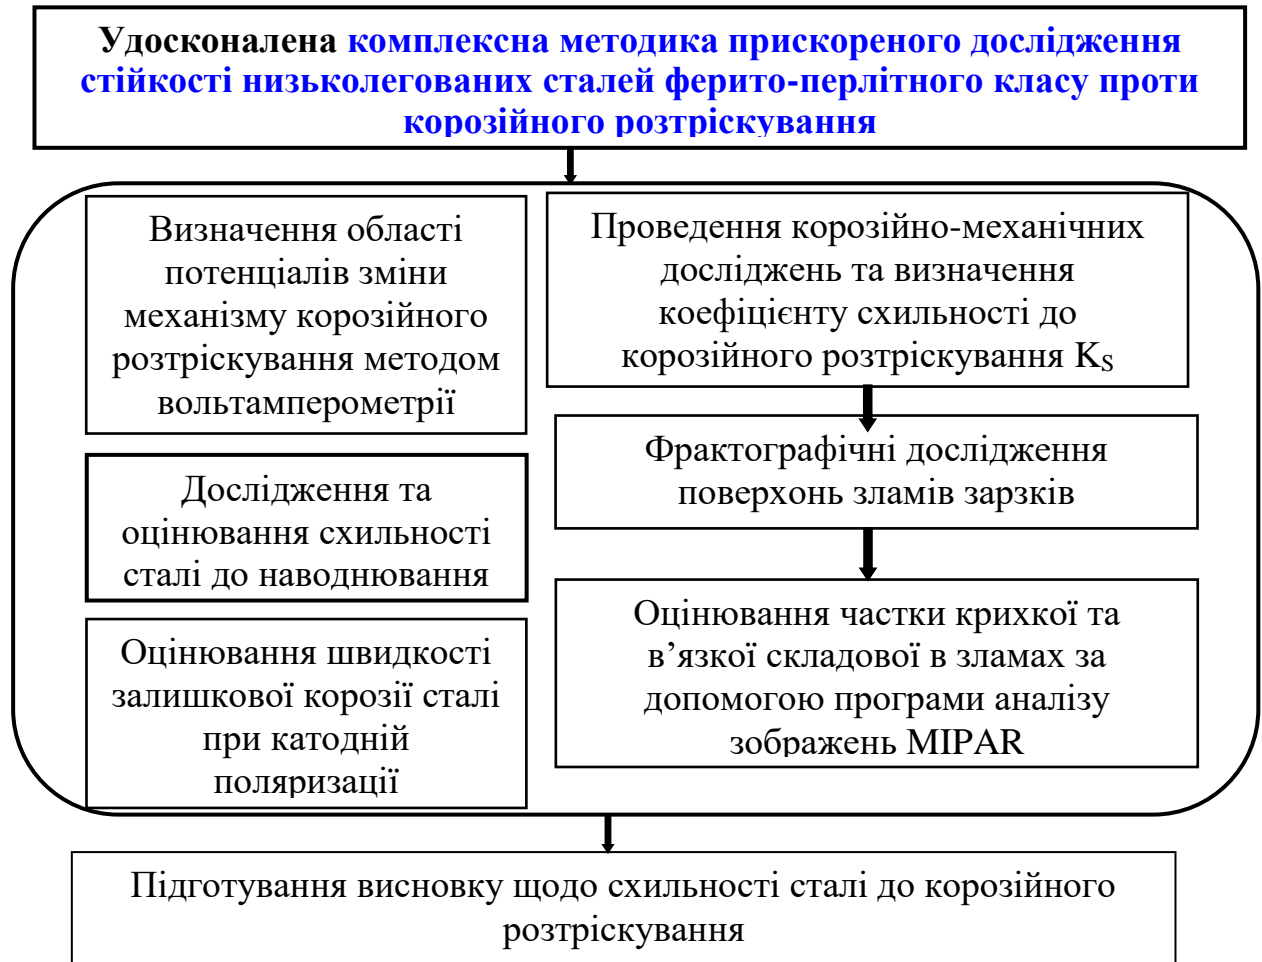 Удосконалена комплексна методика прискореного дослідження
стійкості низьколегованих сталей ферито-перлітного класу проти
корозійного розтріскування
Визначення області
потенціалів зміни
механізму корозійного
розтріскування методом
вольтамперометрії
Дослідження та
оцінювання схильності
сталі до наводнювання
Оцінювання швидкості
залишкової корозії сталі
при катодній
поляризації
Проведення корозійно-механічних
досліджень та визначення
коефіцієнту схильності до
корозійного розтріскування KS
Фрактографічні дослідження
поверхонь зламів зарзків
Оцінювання частки крихкої та
в’язкої складової в зламах за
допомогою програми аналізу
зображень MIPAR
Підготування висновку щодо схильності сталі до корозійного
розтріскування